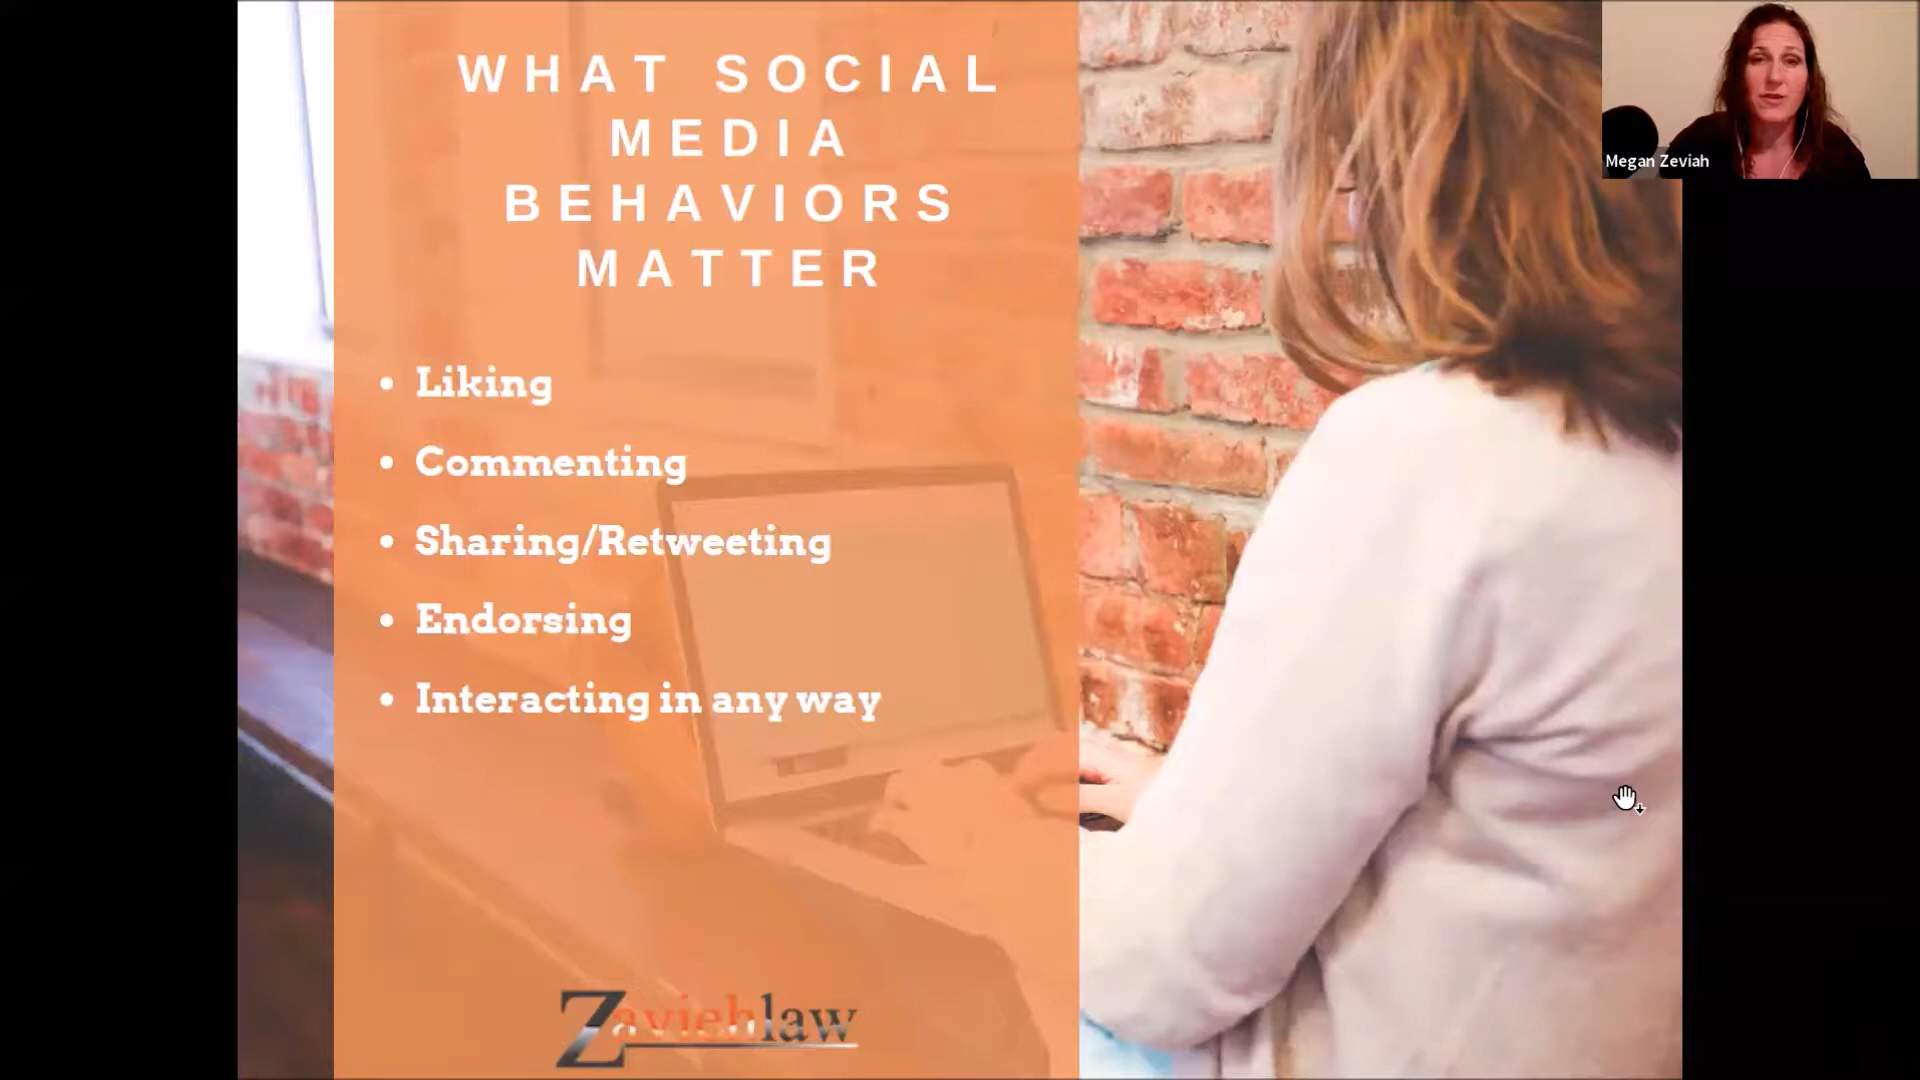 WHAT SOCIAL
MEDIA
BEHAVIORS
MATTER
• Liking
• Commenting
• Sharing/Retweeting
• Endorsing
• Interacting in any way
Zaviehlaw
Megan Zeviah